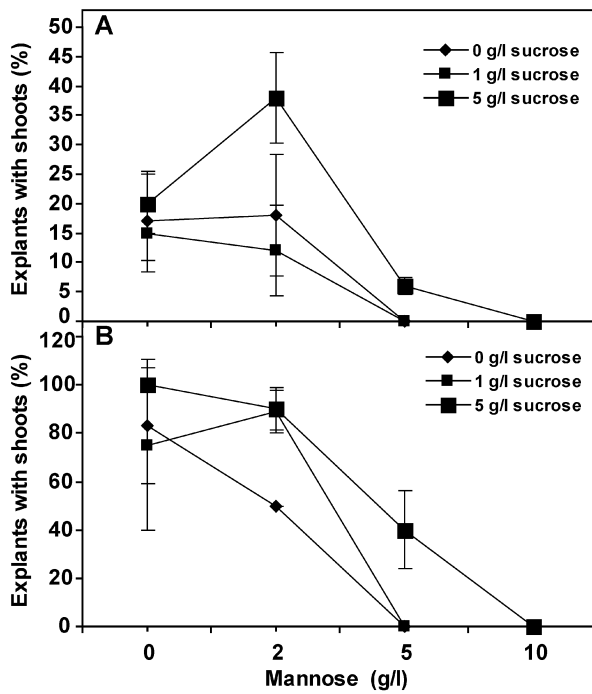 A
Explants with shoots (%)
50
45
40
35
30
25
20
15
10
5
0
0 g/l sucrose
1 g/l sucrose
5 g/l sucrose
B
Explants with shoots (%)
120
100
80
60
40
20
0
0 g/l sucrose
1 g/l sucrose
5 g/l sucrose
0 2 5 10
Mannose (g/l)